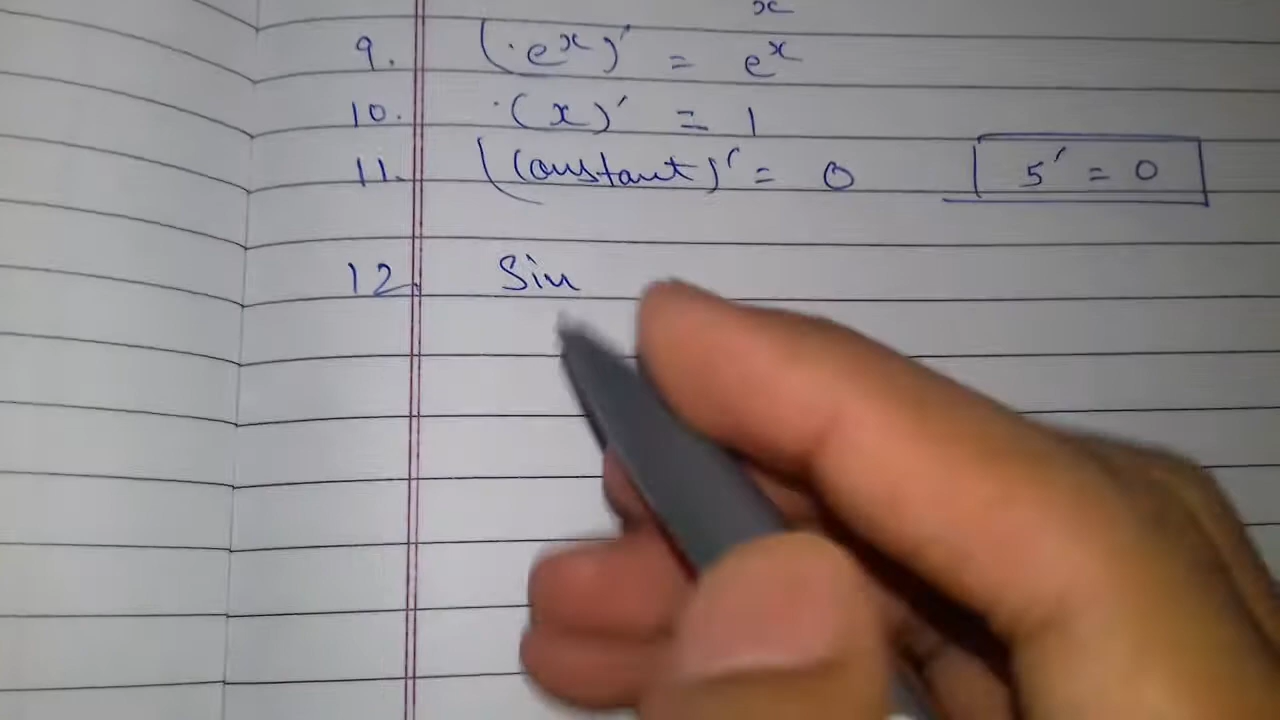 x
9. (e^x)' = e^x
10. (x)' = 1
11. (Constant)' = 0 5' = 0
12. Sin